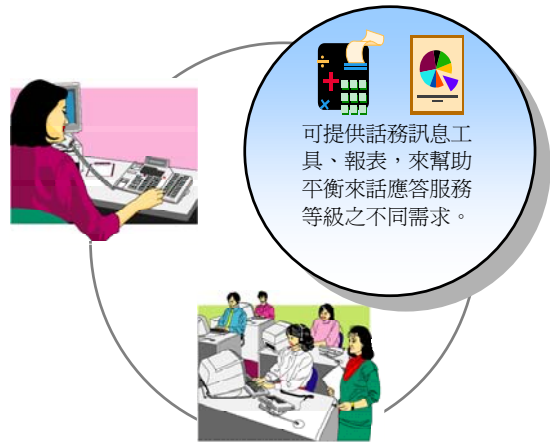 可提供話務訊息工
具、報表，來幫助
平衡來話應答服務
等級之不同需求。